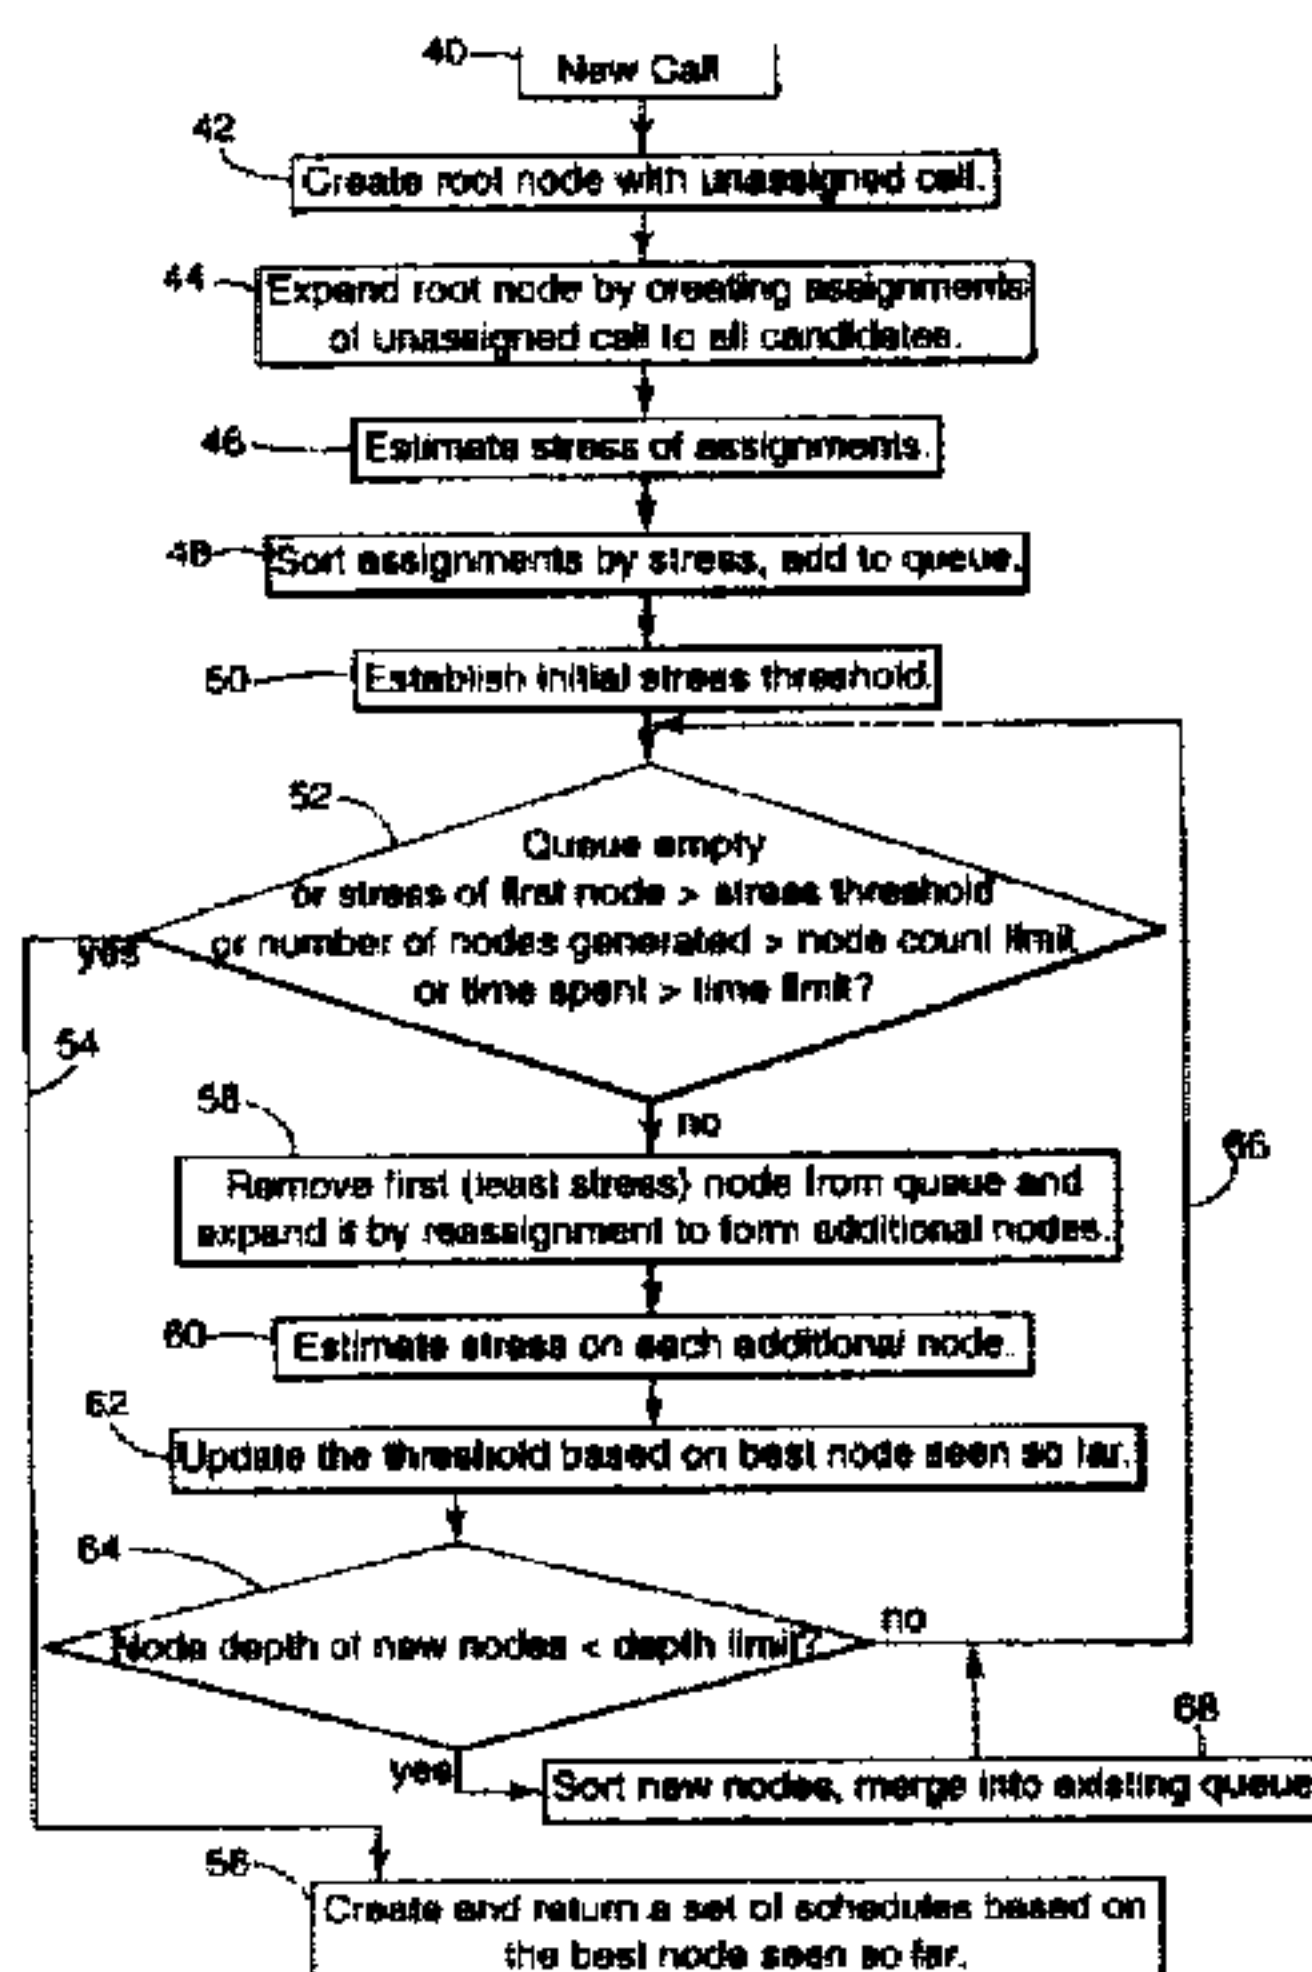 40
New Call
42
Create root node with unassigned call.
44
Expand root node by creating assignments
of unassigned call to all candidates.
46
Estimate stress of assignments.
48
Sort assignments by stress, add to queue.
50
Establish initial stress threshold.
52
Queue empty
or stress of first node > stress threshold
or number of nodes generated > node count limit
or time spent > time limit?
yes
54
58
no
66
Remove first (least stress) node from queue and
expand it by reassignment to form additional nodes.
60
Estimate stress on each additional node.
62
Update the threshold based on best node seen so far.
64
Node depth of new nodes < depth limit?
no
68
yes
Sort new nodes, merge into existing queue
56
Create and return a set of schedules based on
the best node seen so far.